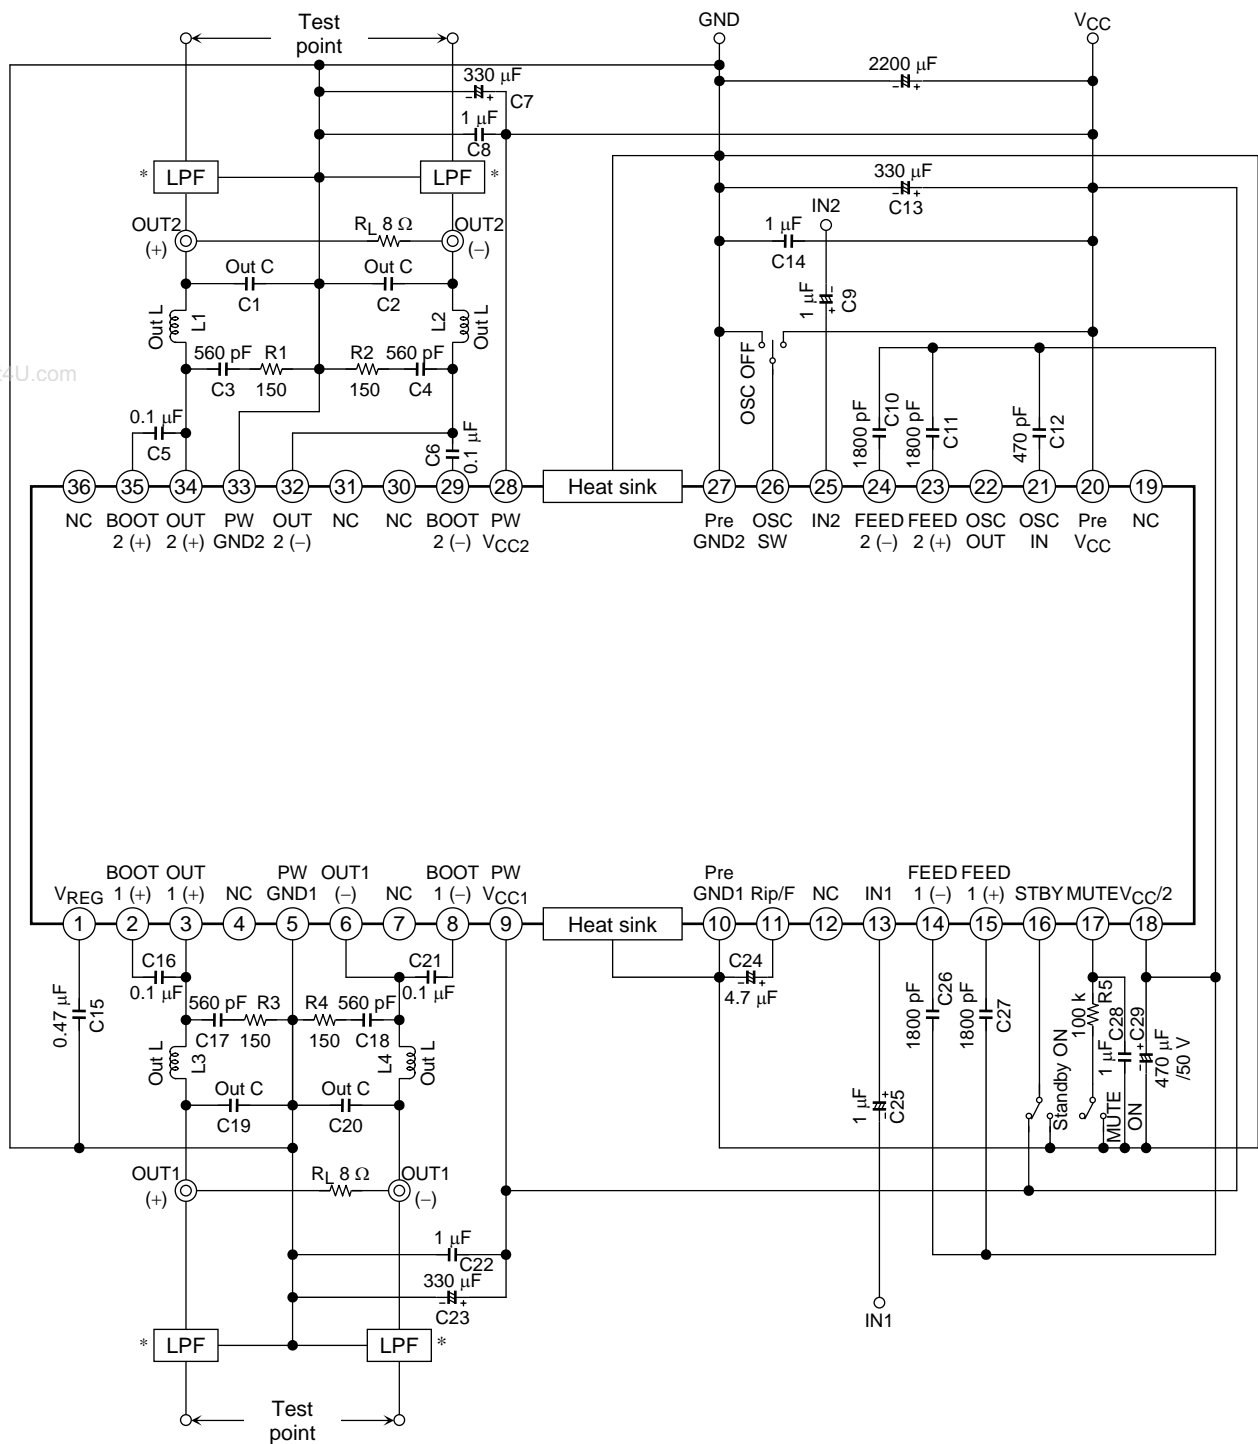 Test
point
GND
VCC
2200 µF
330 µF
C7
1 µF
C8
* LPF
LPF *
330 µF
C13
OUT2
(+)
RL 8 Ω
OUT2
(−)
IN2
1 µF
C14
Out C
C1
Out C
C2
1 µF
C9
Out L
L1
L2
Out L
560 pF
C3
R1
150
R2
150
560 pF
C4
OSC OFF
0.1 µF
C5
C6
0.1 µF
1800 pF
C10
1800 pF
C11
470 pF
C12
36 35 34 33 32 31 30 29 28 Heat sink 27 26 25 24 23 22 21 20 19
NC
BOOT
2 (+)
OUT
2 (+)
PW
GND2
OUT
2 (−)
NC
NC
BOOT
2 (−)
PW
VCC2
Pre
GND2
OSC
SW
IN2
FEED
2 (−)
FEED
2 (+)
OSC
OUT
OSC
IN
Pre
VCC
NC
VREG
BOOT
1 (+)
OUT
1 (+)
NC
PW
GND1
OUT1
(−)
NC
BOOT
1 (−)
PW
VCC1
Pre
GND1
Rip/F
NC
IN1
FEED
1 (−)
FEED
1 (+)
STBY
MUTE
VCC/2
1 2 3 4 5 6 7 8 9 Heat sink 10 11 12 13 14 15 16 17 18
0.47 µF
C15
C16
0.1 µF
C21
0.1 µF
C24
4.7 µF
560 pF
C17
R3
150
R4
150
560 pF
C18
1800 pF
C26
1800 pF
C27
100 k
R5
1 µF
C28
C29
470 µF
/50 V
Out L
L3
L4
Out L
Out C
C19
Out C
C20
1 µF
C25
Standby ON
MUTE
ON
OUT1
(+)
RL 8 Ω
OUT1
(−)
1 µF
C22
330 µF
C23
IN1
* LPF
LPF *
Test
point